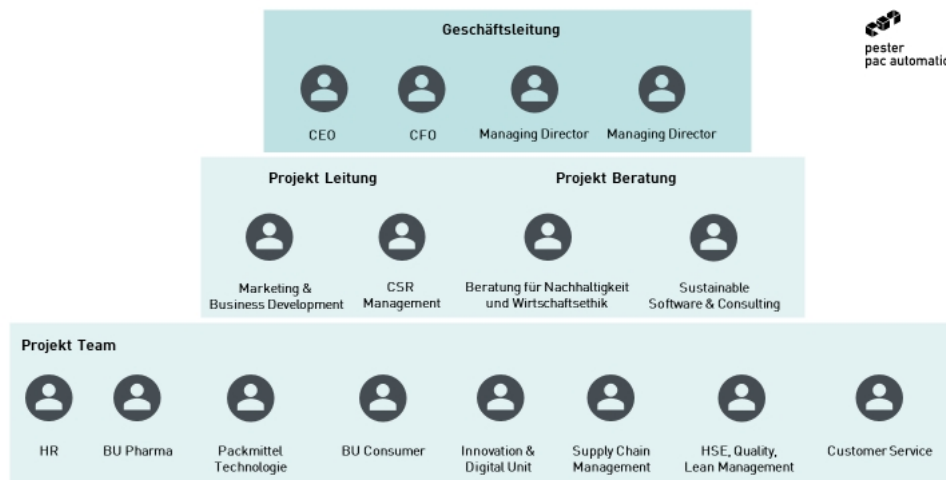 Geschäftsleitung
pester
pac automation
CEO
CFO
Managing Director
Managing Director
Projekt Leitung
Projekt Beratung
Marketing &
Business Development
CSR
Management
Beratung für Nachhaltigkeit
und Wirtschaftsethik
Sustainable
Software & Consulting
Projekt Team
HR
BU Pharma
Packmittel
Technologie
BU Consumer
Innovation &
Digital Unit
Supply Chain
Management
HSE, Quality,
Lean Management
Customer Service